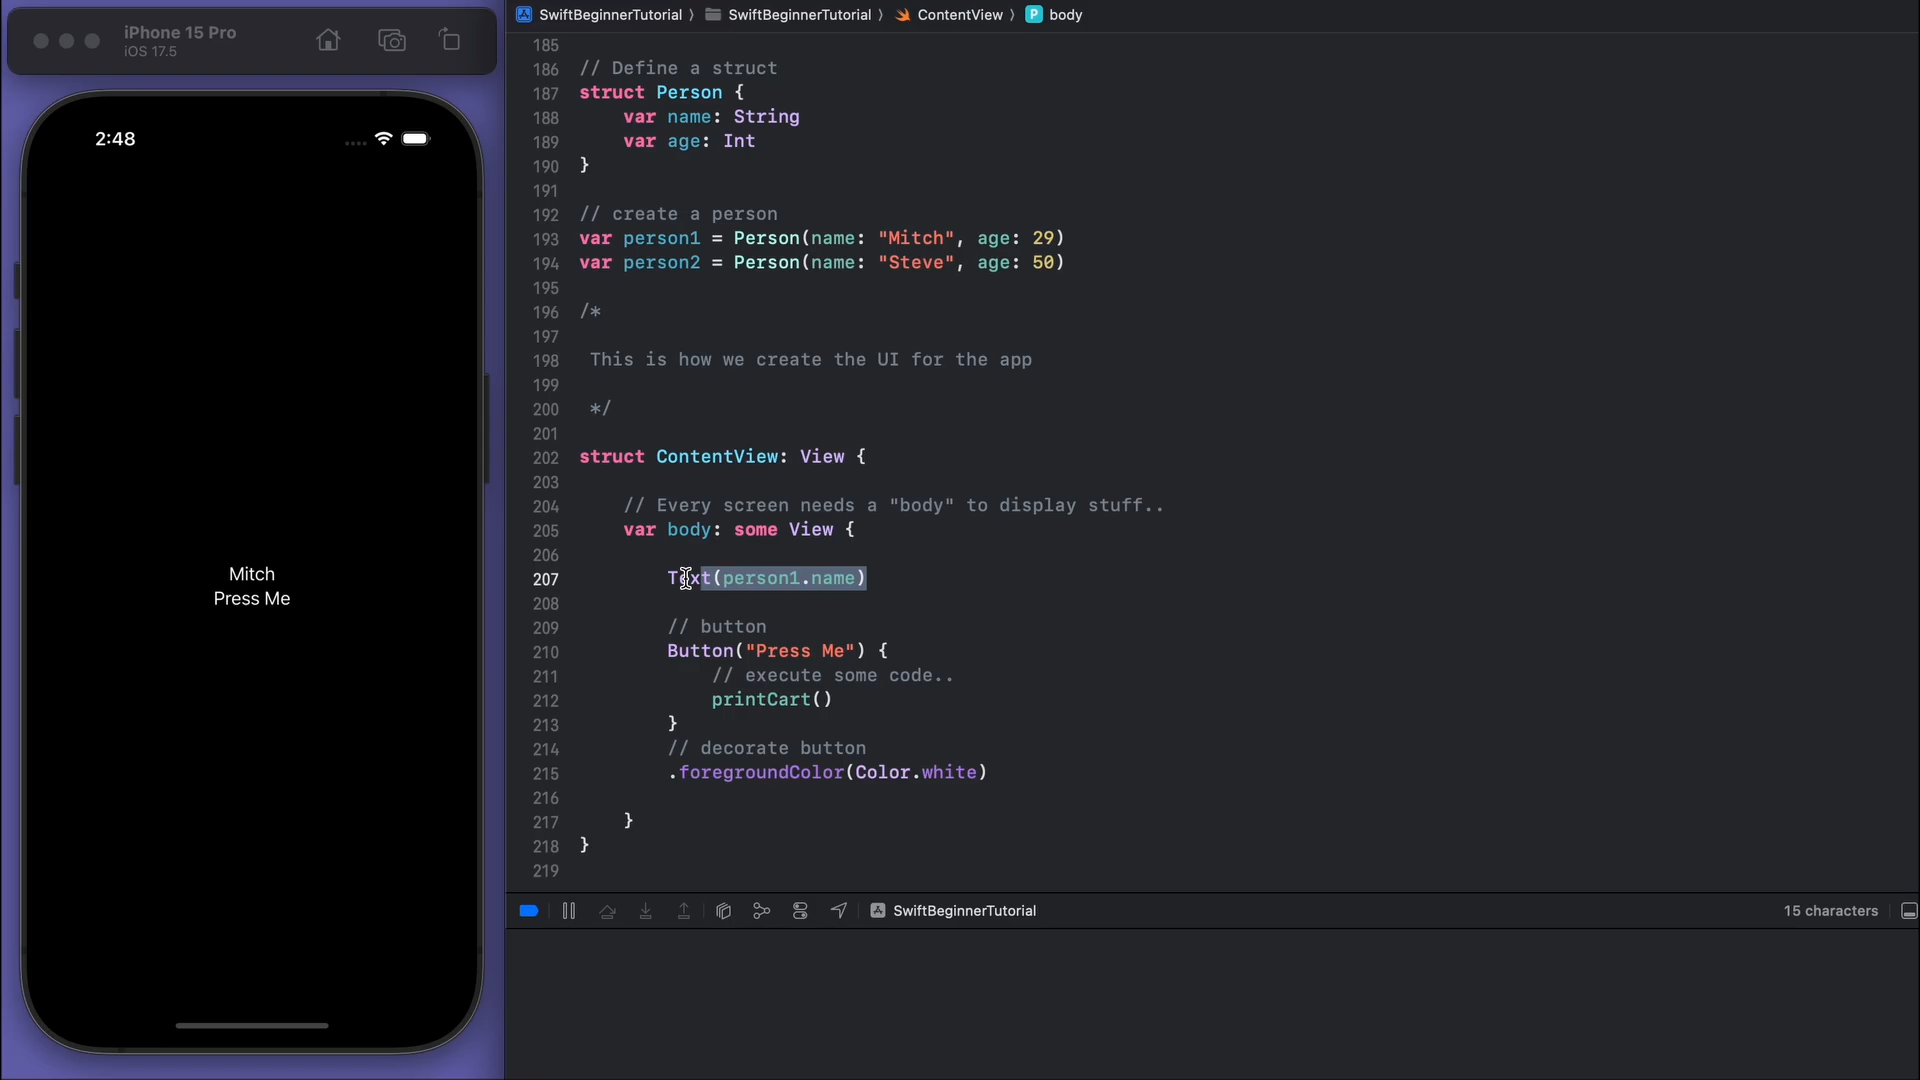 iPhone 15 Pro
iOS 17.5
2:48
Mitch
Press Me
SwiftBeginnerTutorial 〉 SwiftBeginnerTutorial 〉 ContentView 〉 P body
185
186 // Define a struct
187 struct Person {
188 var name: String
189 var age: Int
190 }
191
192 // create a person
193 var person1 = Person(name: "Mitch", age: 29)
194 var person2 = Person(name: "Steve", age: 50)
195
196 /*
197
198 This is how we create the UI for the app
199
200 */
201
202 struct ContentView: View {
203
204 // Every screen needs a "body" to display stuff..
205 var body: some View {
206
207 Text(person1.name)
208
209 // button
210 Button("Press Me") {
211 // execute some code..
212 printCart()
213 }
214 // decorate button
215 .foregroundColor(Color.white)
216
217 }
218 }
219
SwiftBeginnerTutorial
15 characters